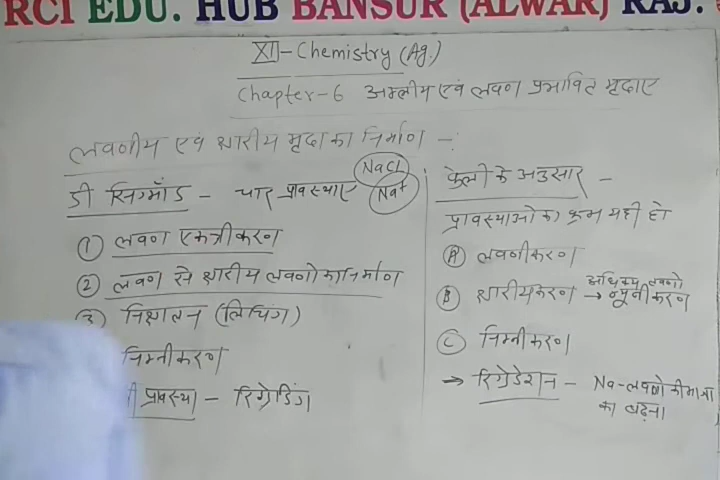 RCI EDU. HUB BANSUR (ALWAR) RAJ.
XII - Chemistry (Ag.)
Chapter-6 अम्लीय एवं लवण प्रभावित मृदाए
लवणीय एवं क्षारीय मृदा का निर्माण -:
डी सिग्मॉंड - चार प्रावस्थाए
NaCl
Na+
① लवण एकत्रीकरण
② लवण से क्षारीय लवणो का निर्माण
③ निक्षालन (लिचिंग)
निम्नीकरण
प्रावस्था - रिग्रेडिंग
केली के अनुसार -
प्रावस्थाओ का क्रम यही हो
(A) लवणीकरण
(B) क्षारीयकरण → अधिकय लवणो न्यूनीकरण
(C) निम्नीकरण
→ रिग्रेडेशन - Na-लवणो की मात्रा
का बढ़ना